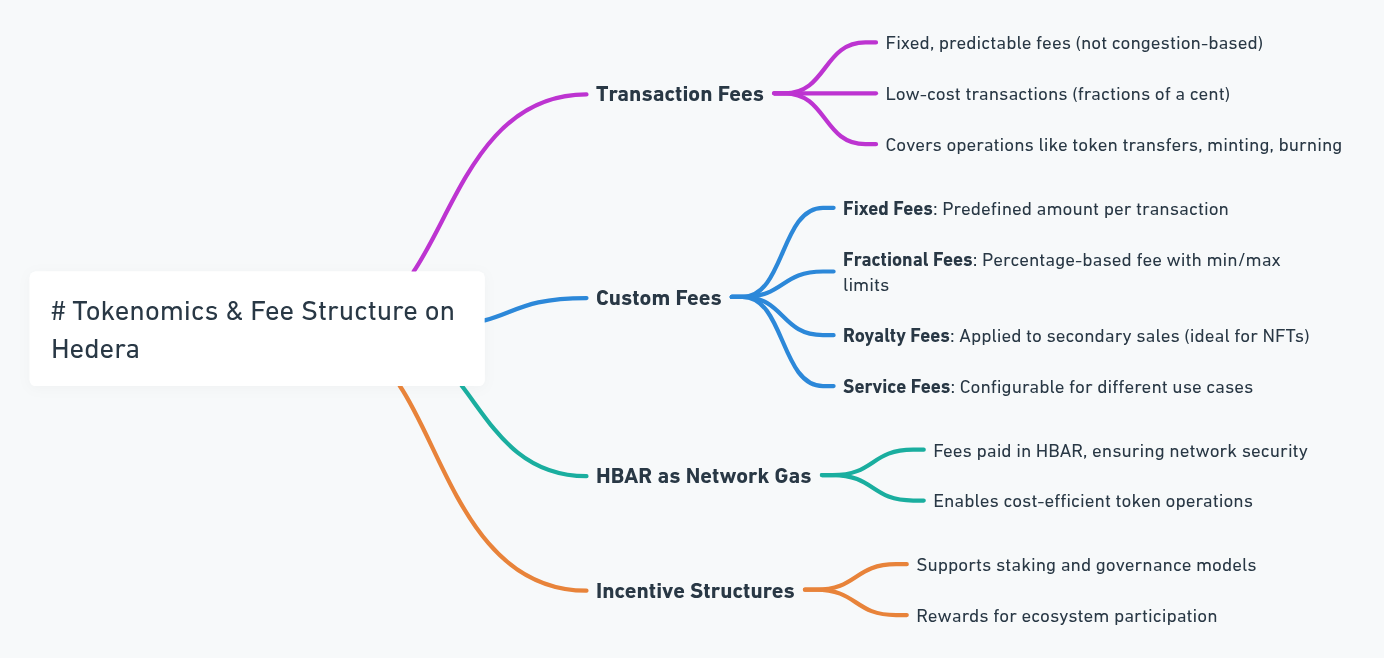 # Tokenomics & Fee Structure on
Hedera
Transaction Fees
Fixed, predictable fees (not congestion-based)
Low-cost transactions (fractions of a cent)
Covers operations like token transfers, minting, burning
Custom Fees
Fixed Fees: Predefined amount per transaction
Fractional Fees: Percentage-based fee with min/max
limits
Royalty Fees: Applied to secondary sales (ideal for NFTs)
Service Fees: Configurable for different use cases
HBAR as Network Gas
Fees paid in HBAR, ensuring network security
Enables cost-efficient token operations
Incentive Structures
Supports staking and governance models
Rewards for ecosystem participation